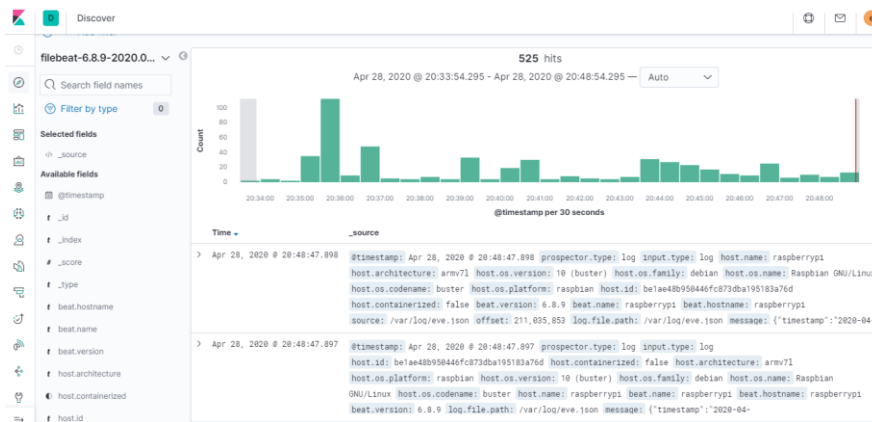 D Discover
filebeat-6.8.9-2020.0...
Search field names
Filter by type 0
Selected fields
</> _source
Available fields
@timestamp
t _id
t _index
# _score
t _type
t beat.hostname
t beat.name
t beat.version
t host.architecture
host.containerized
t host.id
525 hits
Apr 28, 2020 @ 20:33:54.295 - Apr 28, 2020 @ 20:48:54.295 — Auto
Count
100
80
60
40
20
0
20:34:00 20:35:00 20:36:00 20:37:00 20:38:00 20:39:00 20:40:00 20:41:00 20:42:00 20:43:00 20:44:00 20:45:00 20:46:00 20:47:00 20:48:00
@timestamp per 30 seconds
Time _source
Apr 28, 2020 @ 20:48:47.898 @timestamp: Apr 28, 2020 @ 20:48:47.898 prospector.type: log input.type: log host.name: raspberrypi
host.architecture: armv7l host.os.version: 10 (buster) host.os.family: debian host.os.name: Raspbian GNU/Linux
host.os.codename: buster host.os.platform: raspbian host.id: be1ae48b950446fc873dba195183a76d
host.containerized: false beat.version: 6.8.9 beat.name: raspberrypi beat.hostname: raspberrypi
source: /var/log/eve.json offset: 211,035,853 log.file.path: /var/log/eve.json message: {"timestamp":"2020-04-
Apr 28, 2020 @ 20:48:47.897 @timestamp: Apr 28, 2020 @ 20:48:47.897 prospector.type: log input.type: log
host.id: be1ae48b950446fc873dba195183a76d host.containerized: false host.architecture: armv7l
host.os.platform: raspbian host.os.version: 10 (buster) host.os.family: debian host.os.name: Raspbian
GNU/Linux host.os.codename: buster host.name: raspberrypi beat.name: raspberrypi beat.hostname: raspberrypi
beat.version: 6.8.9 log.file.path: /var/log/eve.json message: {"timestamp":"2020-04-